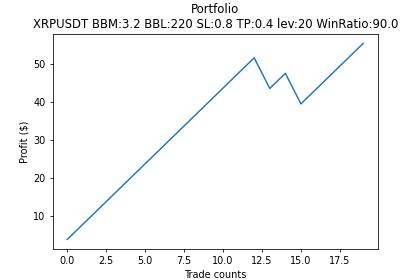 Portfolio
XRPUSDT BBM:3.2 BBL:220 SL:0.8 TP:0.4 lev:20 WinRatio:90.0
50
40
30
20
10
Profit ($)
0.0 2.5 5.0 7.5 10.0 12.5 15.0 17.5
Trade counts